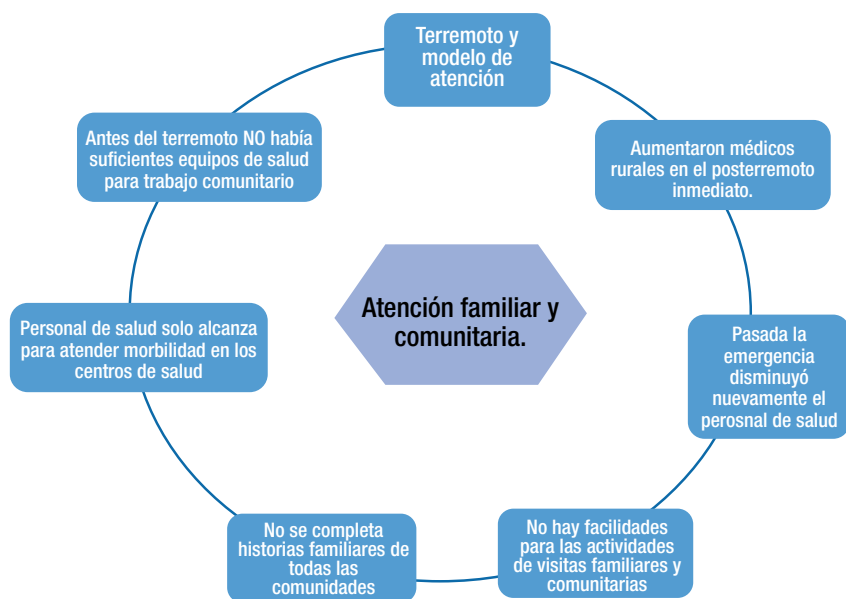 Terremoto y
modelo de
atención
Aumentaron médicos
rurales en el posterremoto
inmediato.
Pasada la
emergencia
disminuyó
nuevamente el
perosnal de salud
No hay facilidades
para las actividades
de visitas familiares y
comunitarias
No se completa
historias familiares de
todas las
comunidades
Personal de salud solo alcanza
para atender morbilidad en los
centros de salud
Antes del terremoto NO había
suficientes equipos de salud
para trabajo comunitario
Atención familiar y
comunitaria.